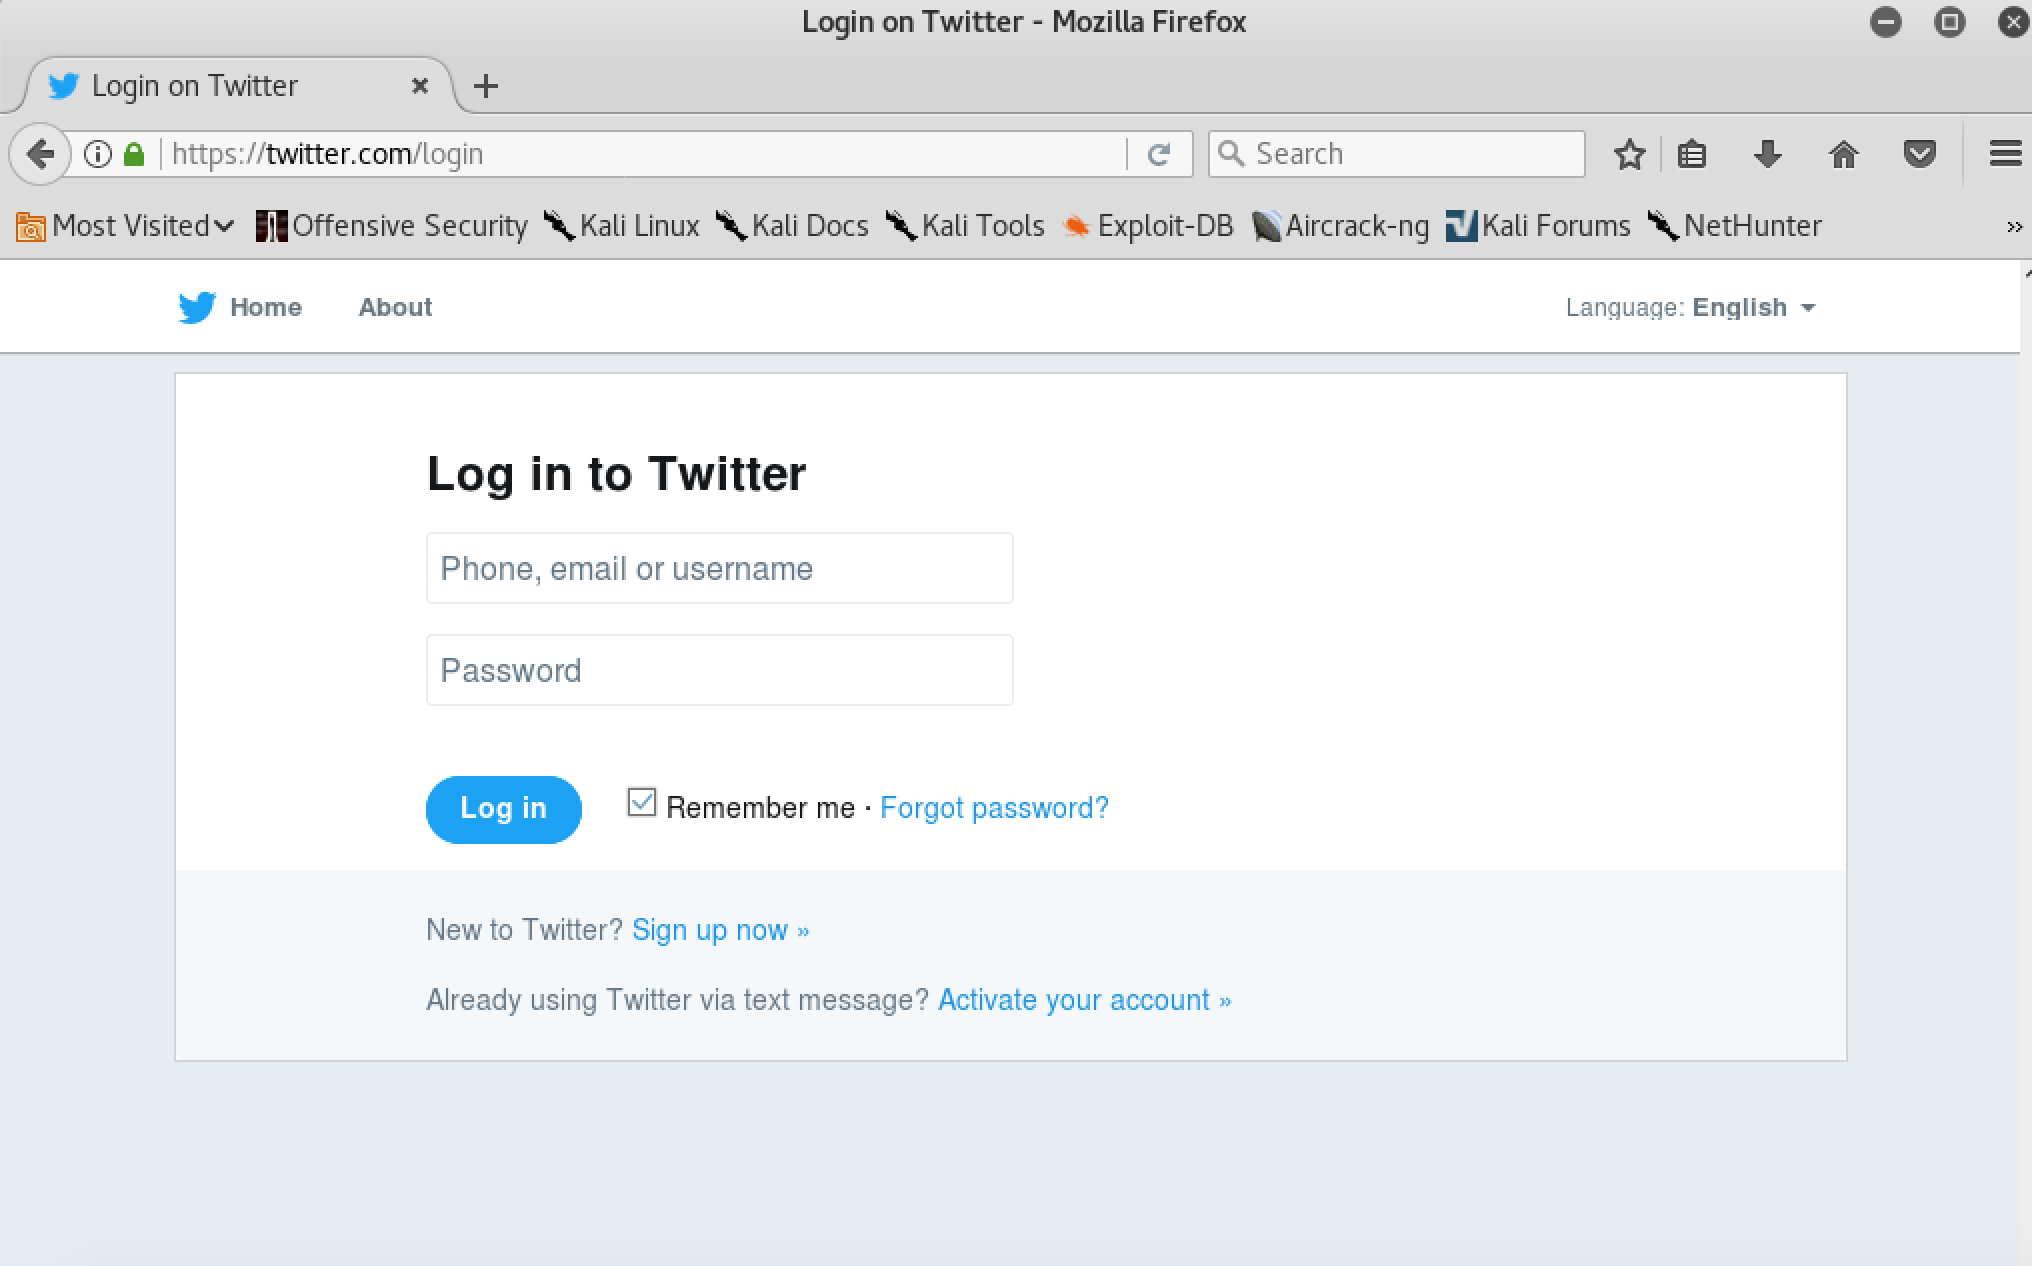 Login on Twitter - Mozilla Firefox
Login on Twitter
https://twitter.com/login
Search
Most Visited Offensive Security Kali Linux Kali Docs Kali Tools Exploit-DB Aircrack-ng Kali Forums NetHunter »
Home About Language: English
Log in to Twitter
Phone, email or username
Password
Log in Remember me · Forgot password?
New to Twitter? Sign up now »
Already using Twitter via text message? Activate your account »